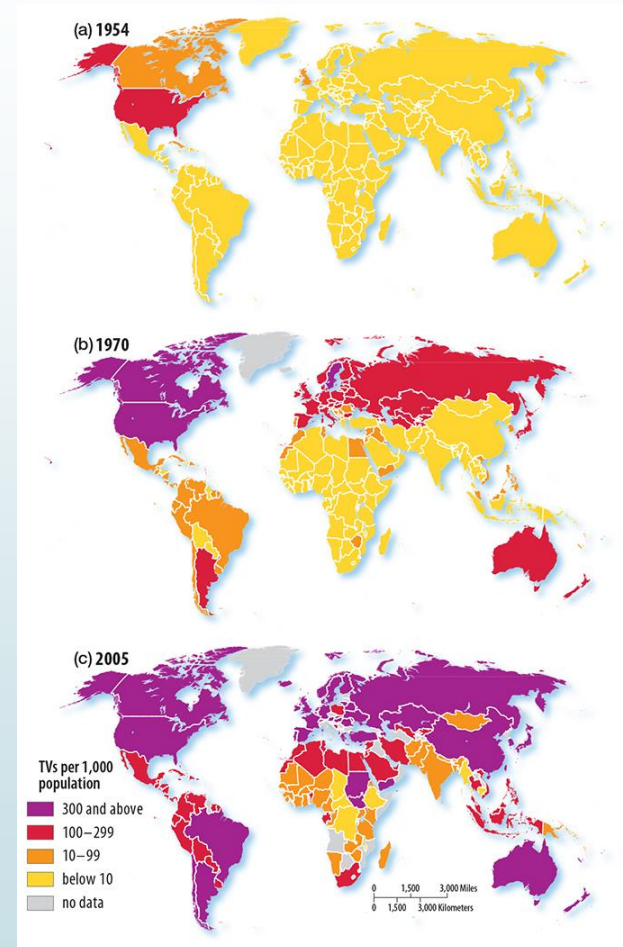 (a) 1954
(b) 1970
(c) 2005
TVs per 1,000
population
300 and above
100–299
10–99
below 10
no data
0 1,500 3,000 Miles
0 1,500 3,000 Kilometers